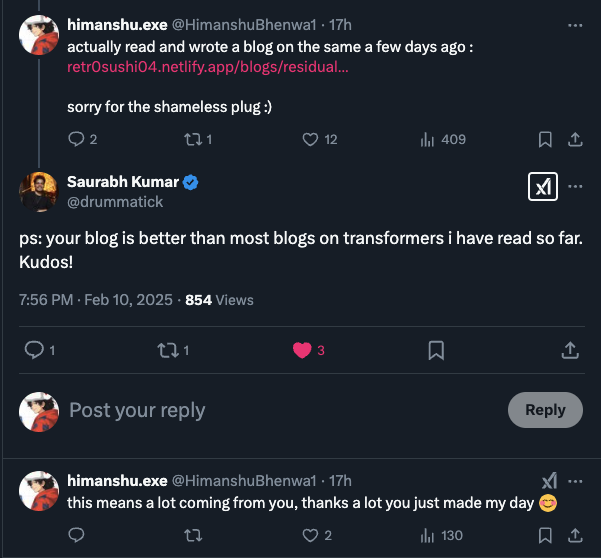 himanshu.exe @HimanshuBhenwa1 · 17h
actually read and wrote a blog on the same a few days ago :
retr0sushi04.netlify.app/blogs/residual...
sorry for the shameless plug :)
2 1 12 409
Saurabh Kumar
@drummatick
ps: your blog is better than most blogs on transformers i have read so far.
Kudos!
7:56 PM · Feb 10, 2025 · 854 Views
1 1 3
Post your reply Reply
himanshu.exe @HimanshuBhenwa1 · 17h
this means a lot coming from you, thanks a lot you just made my day 😊
2 130